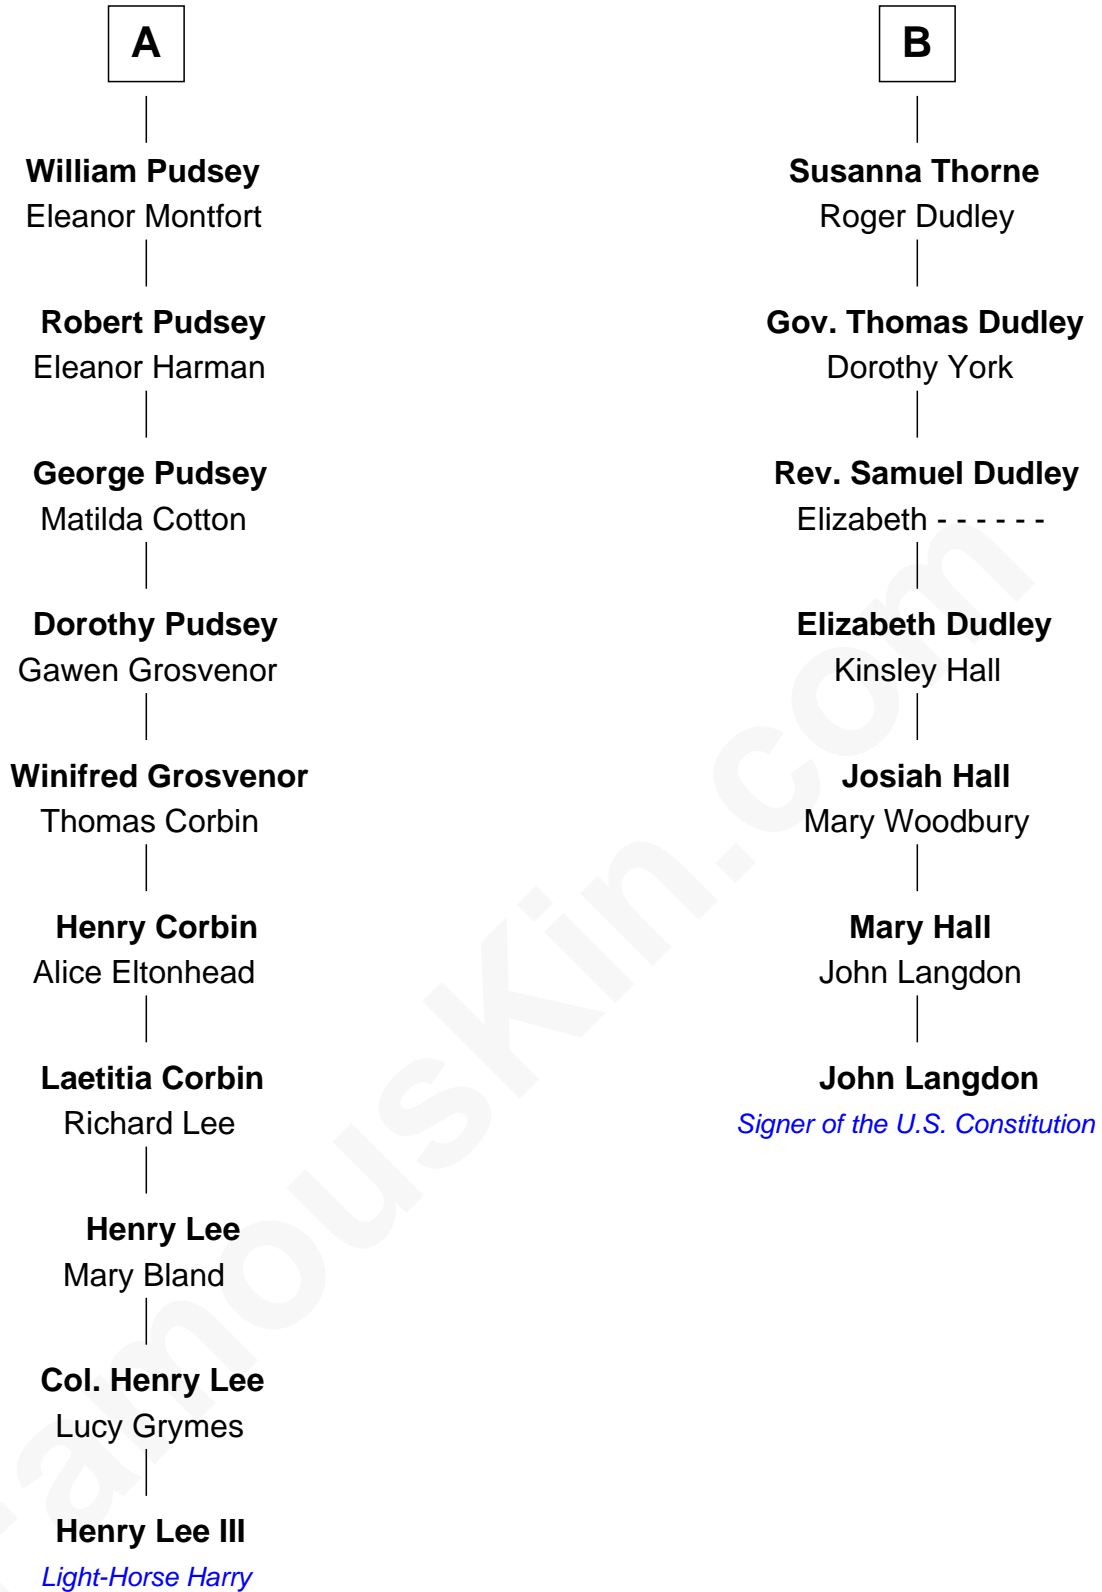 A
William Pudsey
Eleanor Montfort
Robert Pudsey
Eleanor Harman
George Pudsey
Matilda Cotton
Dorothy Pudsey
Gawen Grosvenor
Winifred Grosvenor
Thomas Corbin
Henry Corbin
Alice Eltonhead
Laetitia Corbin
Richard Lee
Henry Lee
Mary Bland
Col. Henry Lee
Lucy Grymes
Henry Lee III
Light-Horse Harry
B
Susanna Thorne
Roger Dudley
Gov. Thomas Dudley
Dorothy York
Rev. Samuel Dudley
Elizabeth - - - - - -
Elizabeth Dudley
Kinsley Hall
Josiah Hall
Mary Woodbury
Mary Hall
John Langdon
John Langdon
Signer of the U.S. Constitution
FamousKin.com